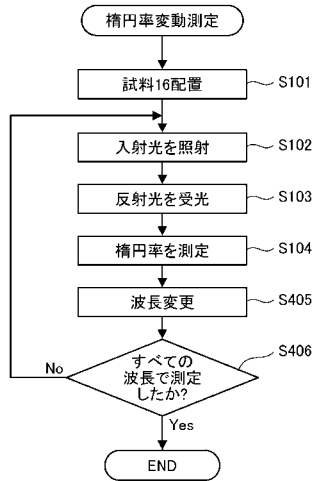 楕円率変動測定
試料16配置
S101
入射光を照射
S102
反射光を受光
S103
楕円率を測定
S104
波長変更
S405
すべての
波長で測定
したか?
S406
No
Yes
END